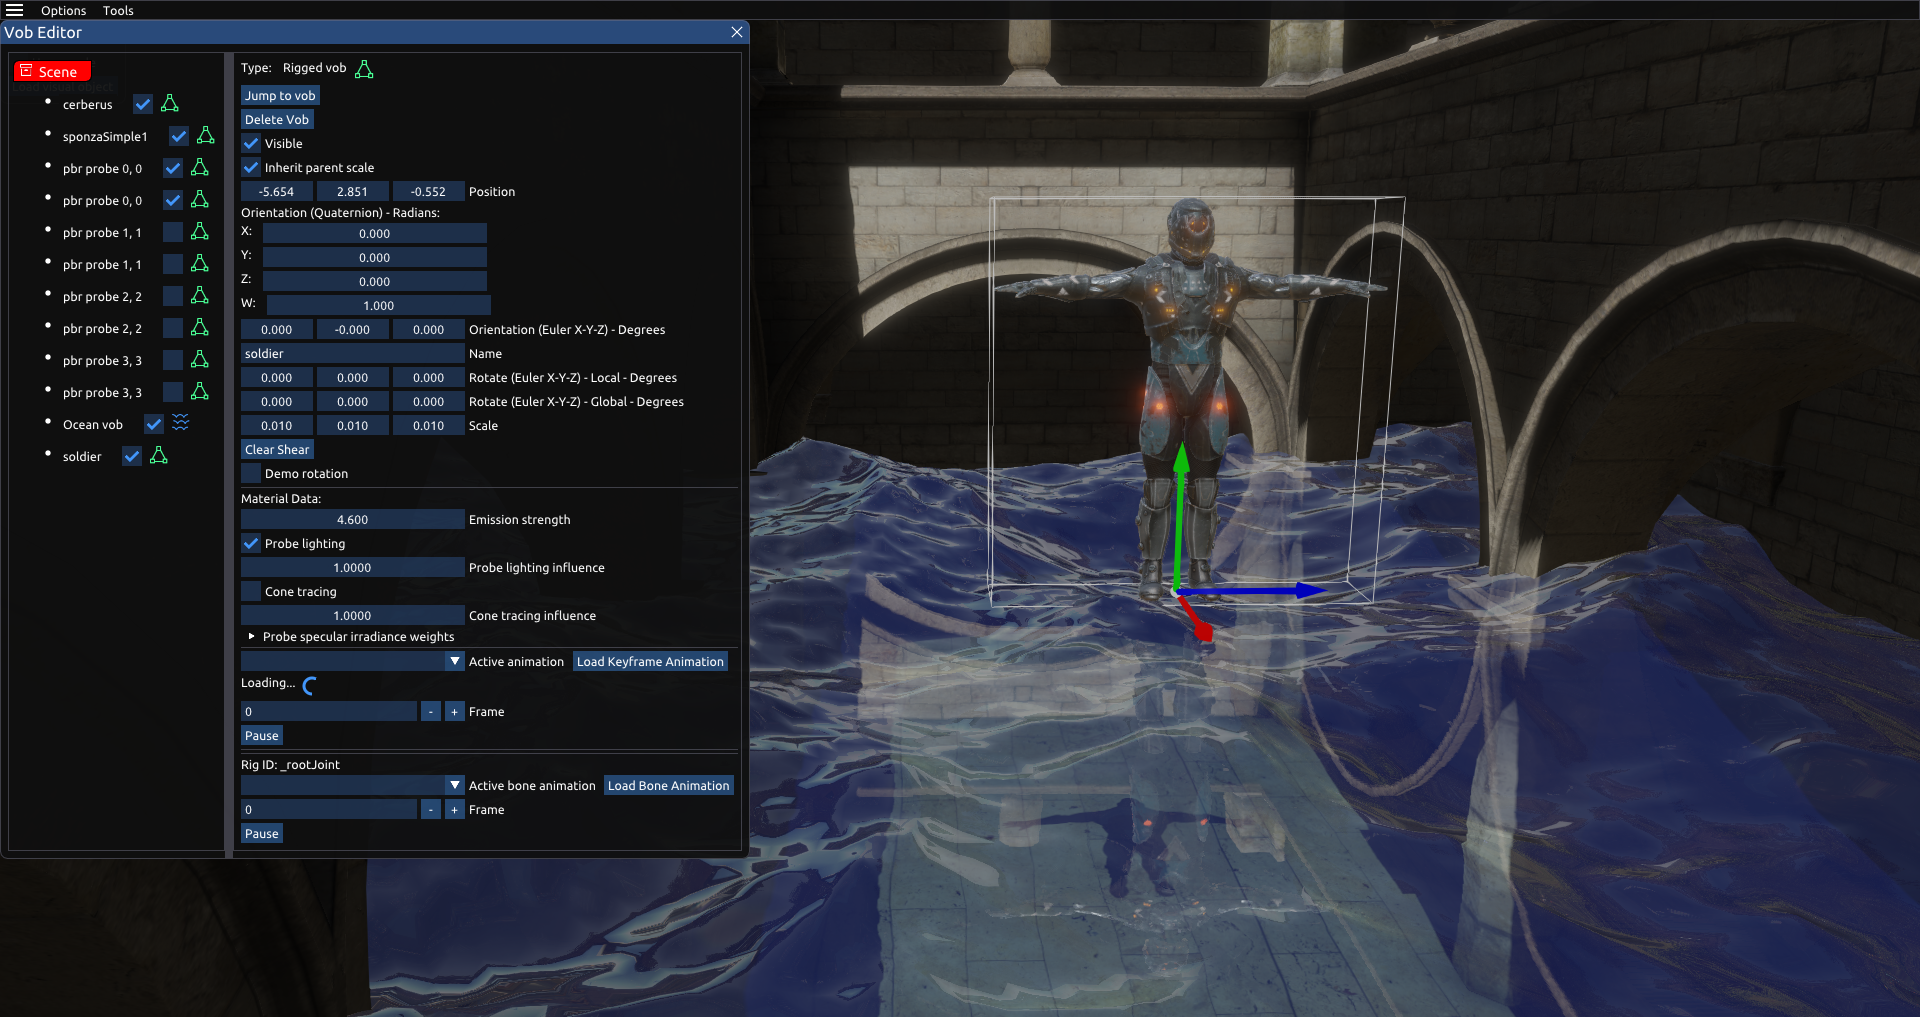 Options Tools
Vob Editor
Scene
Load visual object
cerberus
sponzaSimple1
pbr probe 0, 0
pbr probe 0, 0
pbr probe 1, 1
pbr probe 1, 1
pbr probe 2, 2
pbr probe 2, 2
pbr probe 3, 3
pbr probe 3, 3
Ocean vob
soldier
Type: Rigged vob
Jump to vob
Delete Vob
Visible
Inherit parent scale
-5.654 2.851 -0.552 Position
Orientation (Quaternion) - Radians:
X: 0.000
Y: 0.000
Z: 0.000
W: 1.000
0.000 -0.000 0.000 Orientation (Euler X-Y-Z) - Degrees
soldier Name
0.000 0.000 0.000 Rotate (Euler X-Y-Z) - Local - Degrees
0.000 0.000 0.000 Rotate (Euler X-Y-Z) - Global - Degrees
0.010 0.010 0.010 Scale
Clear Shear
Demo rotation
Material Data:
4.600 Emission strength
Probe lighting
1.0000 Probe lighting influence
Cone tracing
1.0000 Cone tracing influence
Probe specular irradiance weights
Active animation Load Keyframe Animation
Loading...
0 - + Frame
Pause
Rig ID: _rootJoint
Active bone animation Load Bone Animation
0 - + Frame
Pause